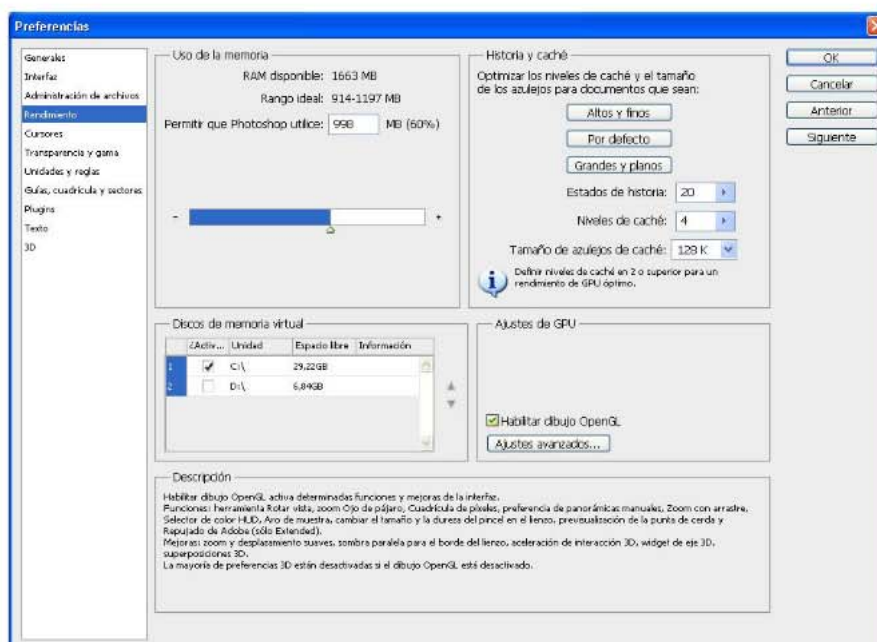 Preferencias
Generales
Interfaz
Administración de archivos
Rendimiento
Cursores
Transparencia y gama
Unidades y reglas
Guías, cuadrícula y sectores
Plugins
Texto
3D
Uso de la memoria
RAM disponible: 1663 MB
Rango ideal: 914-1197 MB
Permitir que Photoshop utilice: 998 MB (60%)
- +
Historia y caché
Optimizar los niveles de caché y el tamaño
de los azulejos para documentos que sean:
Altos y finos
Por defecto
Grandes y planos
Estados de historia: 20
Niveles de caché: 4
Tamaño de azulejos de caché: 128 K
Definir niveles de caché en 2 o superior para un
rendimiento de GPU óptimo.
OK
Cancelar
Anterior
Siguiente
Discos de memoria virtual
¿Activ... Unidad Espacio libre Información
1 C:\ 29,22GB
2 D:\ 6,84GB
Ajustes de GPU
Habilitar dibujo OpenGL
Ajustes avanzados...
Descripción
Habilitar dibujo OpenGL activa determinadas funciones y mejoras de la interfaz.
Funciones: herramienta Rotar vista, zoom Ojo de pájaro, Cuadrícula de píxeles, preferencia de panorámicas manuales, Zoom con arrastre,
Selector de color HUD, Aro de muestra, cambiar el tamaño y la dureza del pincel en el lienzo, previsualización de la punta de cerda y
Repujado de Adobe (sólo Extended).
Mejoras: zoom y desplazamiento suaves, sombra paralela para el borde del lienzo, aceleración de interacción 3D, widget de eje 3D,
superposiciones 3D.
La mayoría de preferencias 3D están desactivadas si el dibujo OpenGL está desactivado.